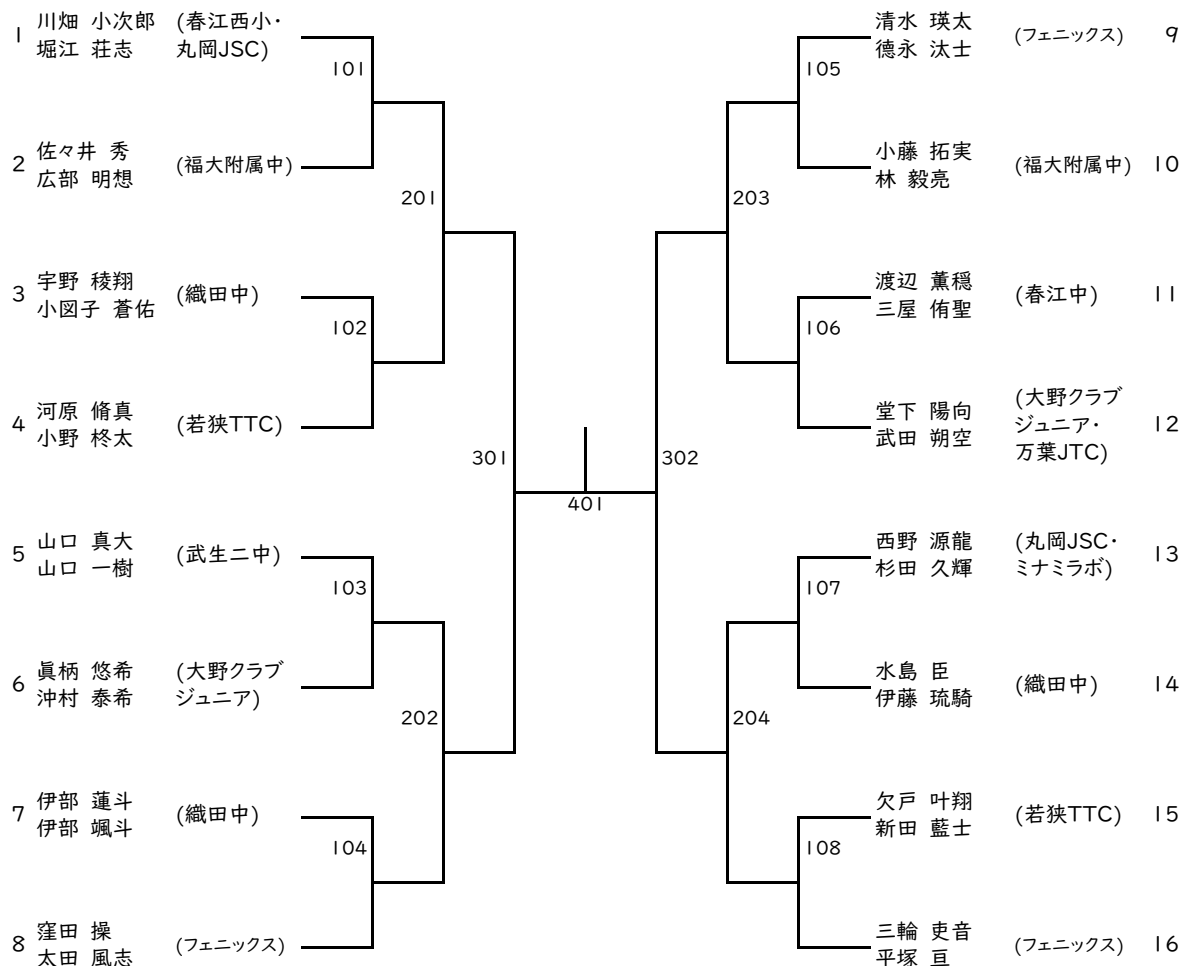 1 川畑 小次郎 (春江西小・
堀江 荘志 丸岡JSC)
101
2 佐々井 秀 (福大附属中)
広部 明想
201
3 宇野 稜翔 (織田中)
小図子 蒼佑
102
4 河原 脩真 (若狭TTC)
小野 柊太
301
5 山口 真大 (武生二中)
山口 一樹
103
6 眞柄 悠希 (大野クラブ
沖村 泰希 ジュニア)
202
7 伊部 蓮斗 (織田中)
伊部 颯斗
104
8 窪田 操 (フェニックス)
太田 風志
401
清水 瑛太 (フェニックス) 9
德永 汰士
105
小藤 拓実 (福大附属中) 10
林 毅亮
203
渡辺 薫穏 (春江中) 11
三屋 侑聖
106
堂下 陽向 (大野クラブ
武田 朔空 ジュニア・ 12
万葉JTC)
302
西野 源龍 (丸岡JSC・ 13
杉田 久輝 ミナミラボ)
107
水島 臣 (織田中) 14
伊藤 琉騎
204
欠戸 叶翔 (若狭TTC) 15
新田 藍士
108
三輪 吏音 (フェニックス) 16
平塚 亘